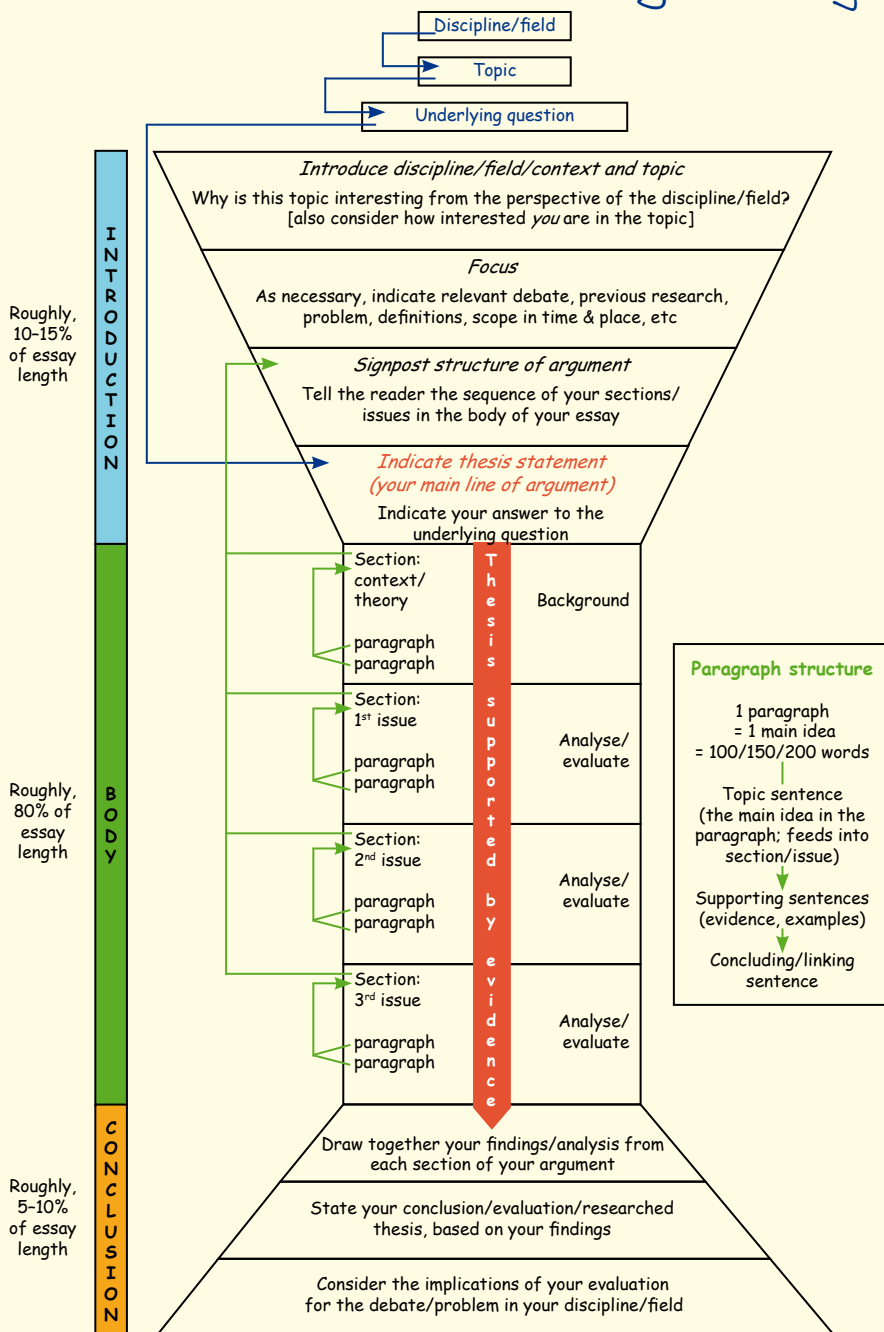 Discipline/field
Topic
Underlying question
Introduce discipline/field/context and topic
Why is this topic interesting from the perspective of the discipline/field?
[also consider how interested you are in the topic]
Focus
As necessary, indicate relevant debate, previous research,
problem, definitions, scope in time & place, etc
Signpost structure of argument
Tell the reader the sequence of your sections/
issues in the body of your essay
Indicate thesis statement
(your main line of argument)
Indicate your answer to the
underlying question
INTRODUCTION
Roughly,
10–15%
of essay
length
Section:
context/
theory
paragraph
paragraph
Background
Section:
1st issue
paragraph
paragraph
Analyse/
evaluate
Section:
2nd issue
paragraph
paragraph
Analyse/
evaluate
Section:
3rd issue
paragraph
paragraph
Analyse/
evaluate
Thesis supported by evidence
BODY
Roughly,
80% of
essay
length
Paragraph structure
1 paragraph
= 1 main idea
= 100/150/200 words
Topic sentence
(the main idea in the
paragraph; feeds into
section/issue)
Supporting sentences
(evidence, examples)
Concluding/linking
sentence
CONCLUSION
Roughly,
5–10%
of essay
length
Draw together your findings/analysis from
each section of your argument
State your conclusion/evaluation/researched
thesis, based on your findings
Consider the implications of your evaluation
for the debate/problem in your discipline/field